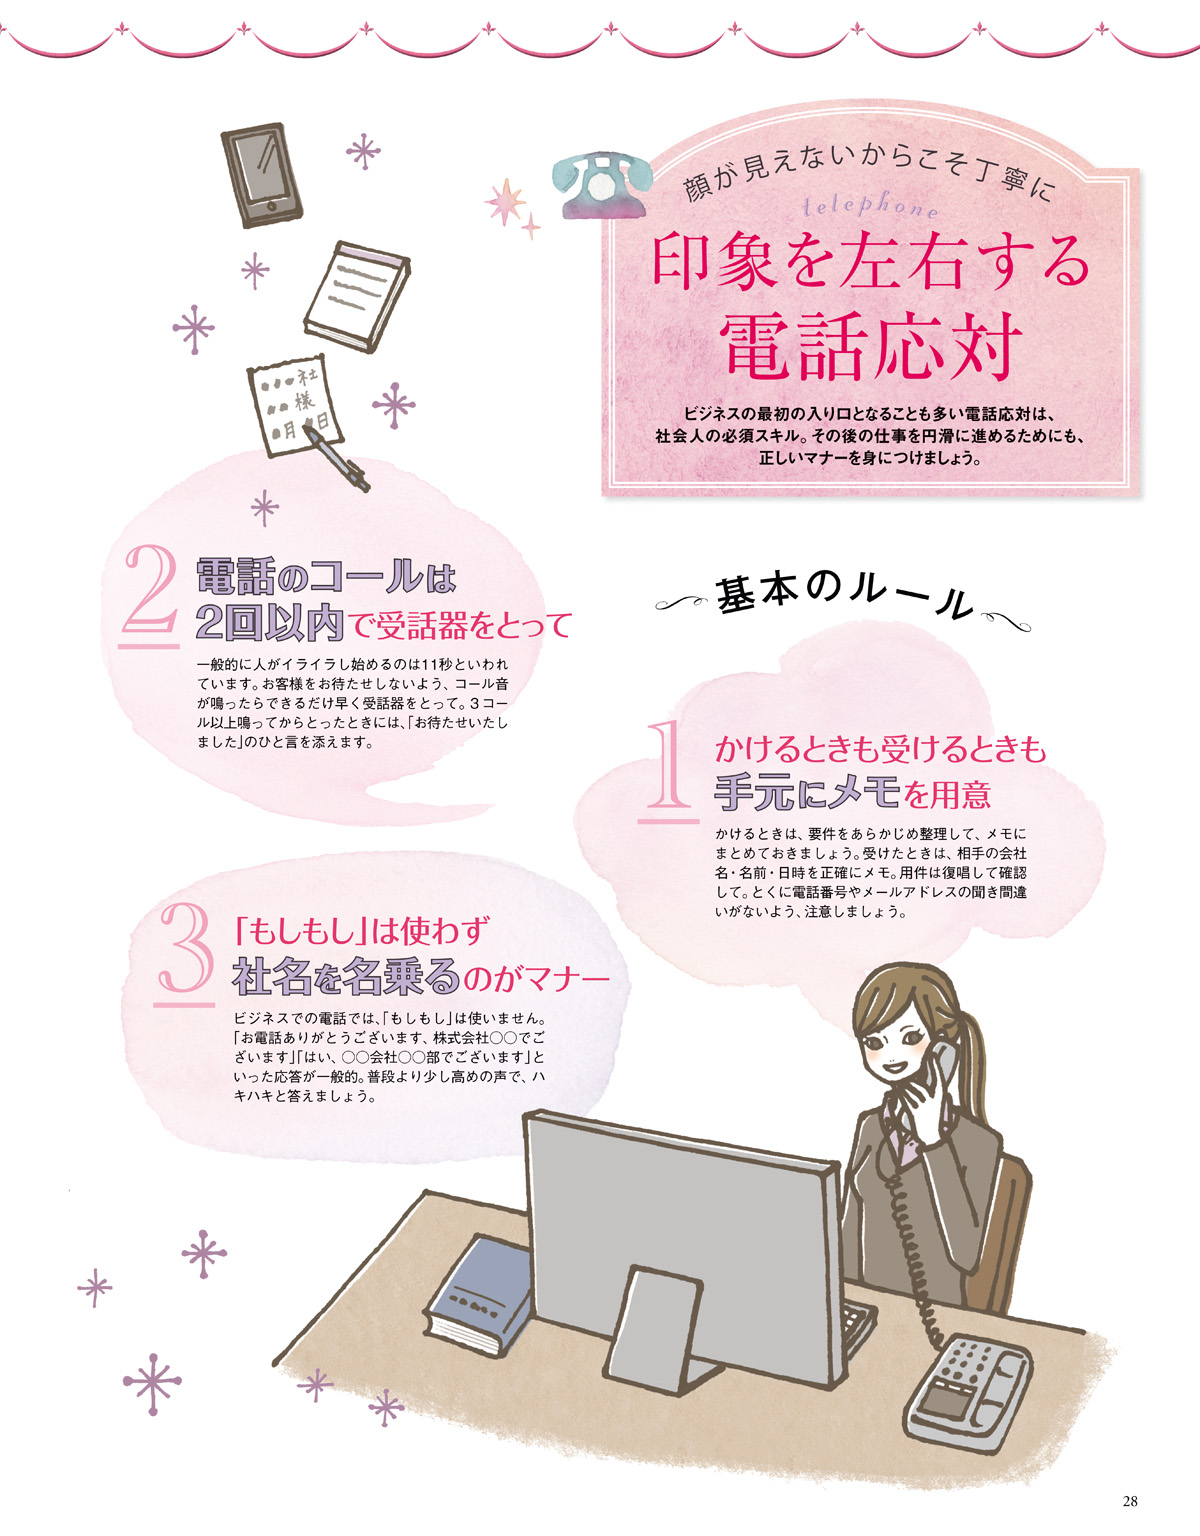 顔が見えないからこそ丁寧に
telephone
印象を左右する
電話応対
ビジネスの最初の入り口となることも多い電話応対は、
社会人の必須スキル。その後の仕事を円滑に進めるためにも、
正しいマナーを身につけましょう。
基本のルール
1
かけるときも受けるときも
手元にメモを用意
かけるときは、要件をあらかじめ整理して、メモに
まとめておきましょう。受けたときは、相手の会社
名・名前・日時を正確にメモ。用件は復唱して確認
して。とくに電話番号やメールアドレスの聞き間違
いがないよう、注意しましょう。
社
様
月 日
2
電話のコールは
2回以内で受話器をとって
一般的に人がイライラし始めるのは11秒といわれ
ています。お客様をお待たせしないよう、コール音
が鳴ったらできるだけ早く受話器をとって。3コー
ル以上鳴ってからとったときには、「お待たせいたし
ました」のひと言を添えます。
3
「もしもし」は使わず
社名を名乗るのがマナー
ビジネスでの電話では、「もしもし」は使いません。
「お電話ありがとうございます、株式会社○○でご
ざいます」「はい、○○会社○○部でございます」と
いった応答が一般的。普段より少し高めの声で、ハ
キハキと答えましょう。
28